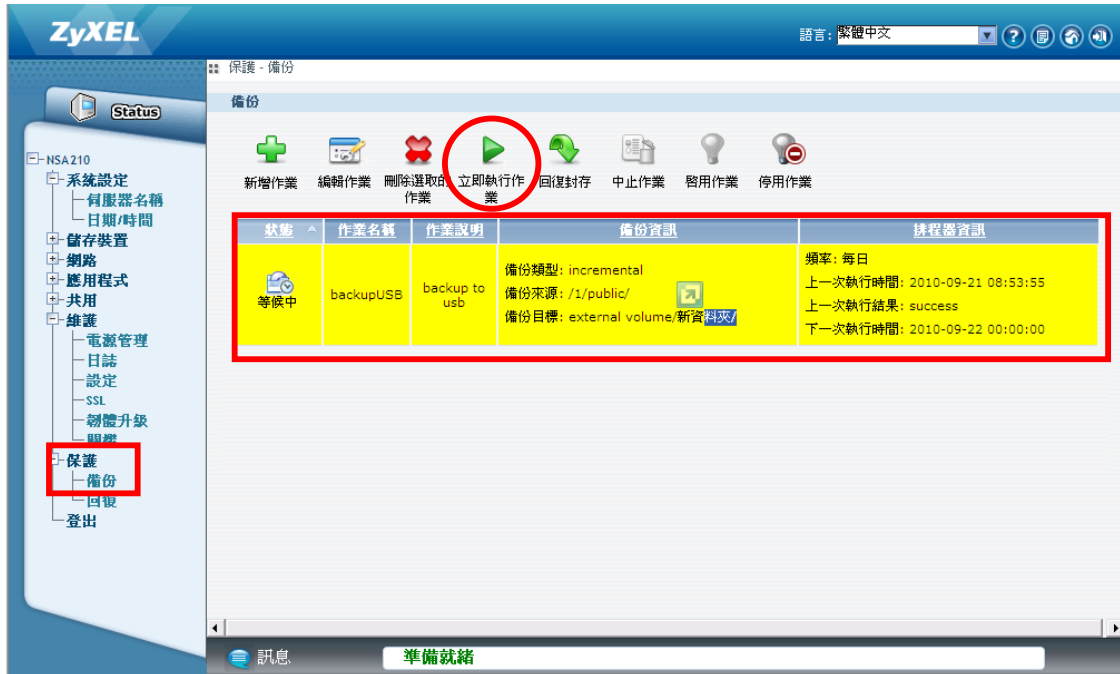 ZyXEL
語言: 繁體中文
保護 - 備份
Status
備份
新增作業
編輯作業
刪除選取的作業
立即執行作業
回復封存
中止作業
啓用作業
停用作業
NSA210
系統設定
伺服器名稱
日期/時間
儲存裝置
網路
應用程式
共用
維護
電源管理
日誌
設定
SSL
韌體升級
關機
保護
備份
回復
登出
狀態
作業名稱
作業説明
備份資訊
排程器資訊
等候中
backupUSB
backup to
usb
備份類型: incremental
備份來源: /1/public/
備份目標: external volume/新資料夾/
頻率: 每日
上一次執行時間: 2010-09-21 08:53:55
上一次執行結果: success
下一次執行時間: 2010-09-22 00:00:00
訊息
準備就緒